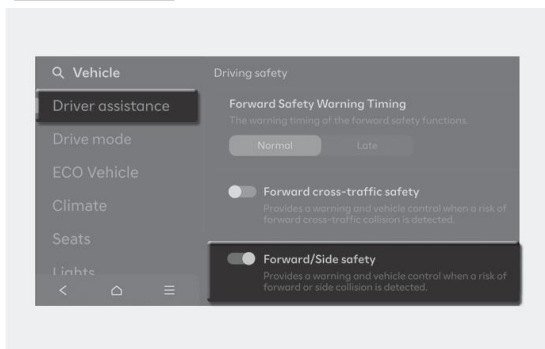 Vehicle
Driving safety
Driver assistance
Drive mode
ECO Vehicle
Climate
Seats
Lights
Forward Safety Warning Timing
The warning timing of the forward safety functions.
Normal
Late
Forward cross-traffic safety
Provides a warning and vehicle control when a risk of
forward cross-traffic collision is detected.
Forward/Side safety
Provides a warning and vehicle control when a risk of
forward or side collision is detected.